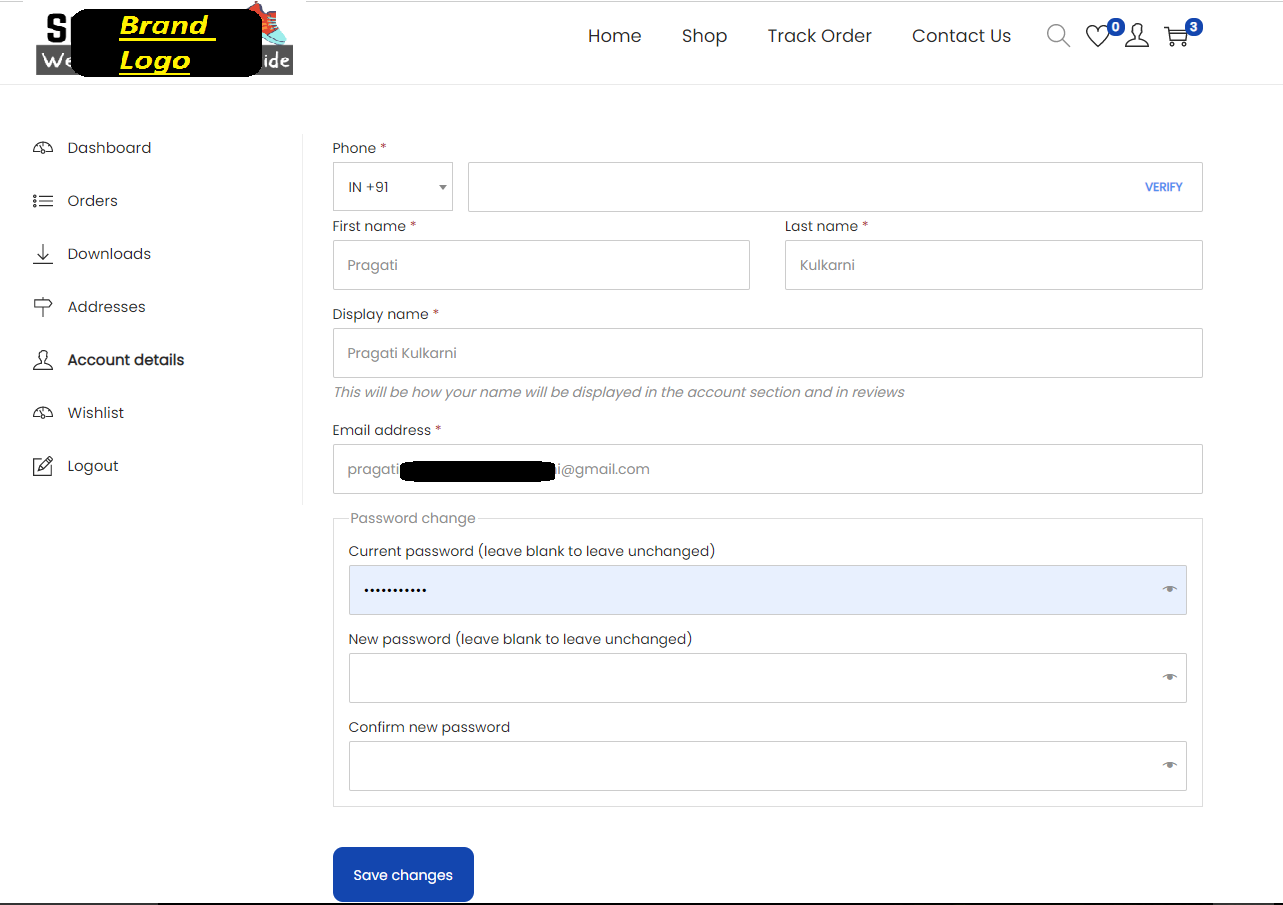 Brand
Logo
Home Shop Track Order Contact Us 0 3
Dashboard
Orders
Downloads
Addresses
Account details
Wishlist
Logout
Phone *
IN +91 VERIFY
First name * Last name *
Pragati Kulkarni
Display name *
Pragati Kulkarni
This will be how your name will be displayed in the account section and in reviews
Email address *
pragati i@gmail.com
Password change
Current password (leave blank to leave unchanged)
•••••••••••
New password (leave blank to leave unchanged)
Confirm new password
Save changes